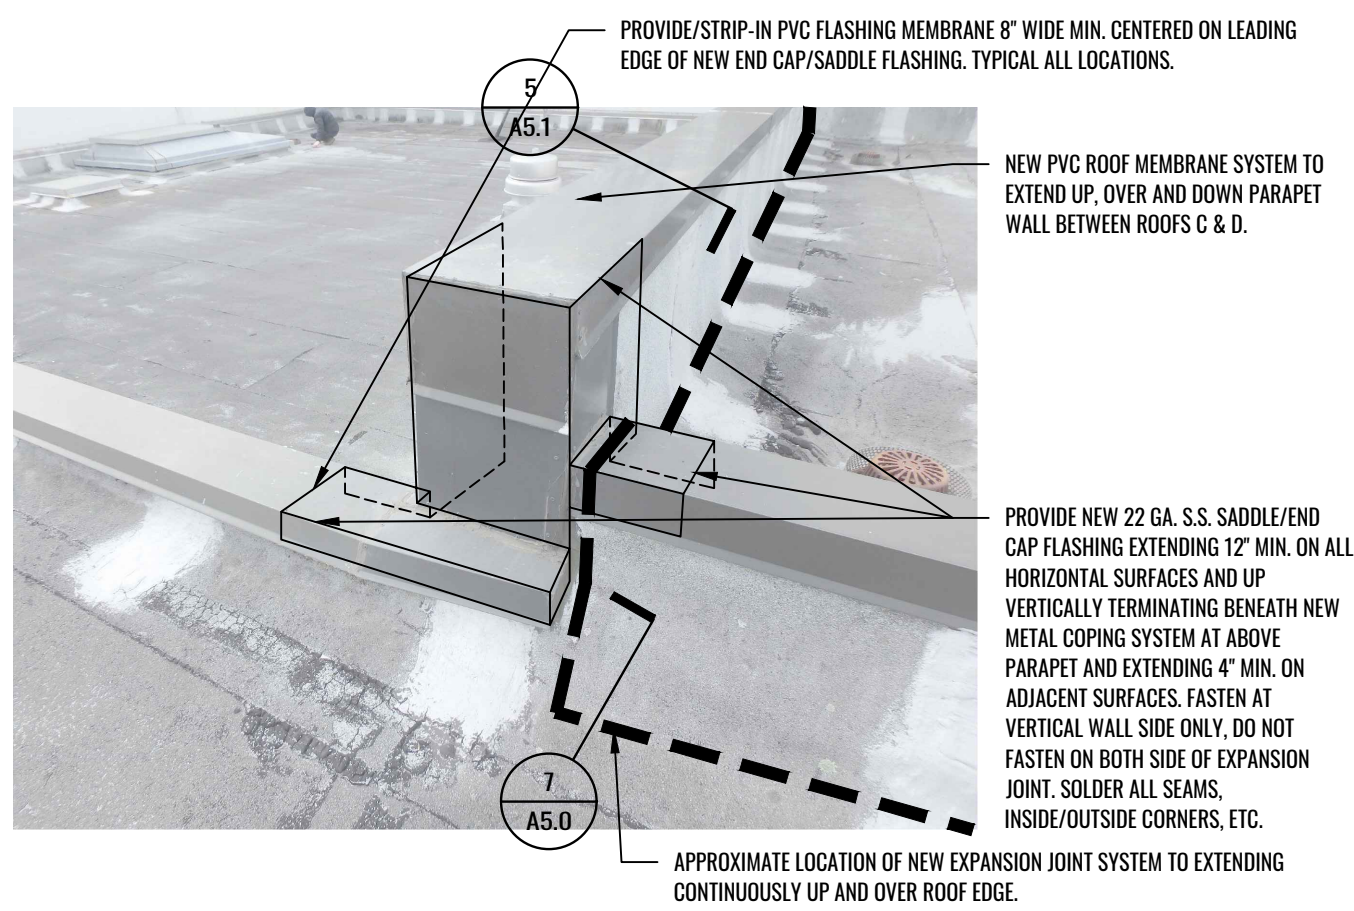 PROVIDE/STRIP-IN PVC FLASHING MEMBRANE 8" WIDE MIN. CENTERED ON LEADING
EDGE OF NEW END CAP/SADDLE FLASHING. TYPICAL ALL LOCATIONS.
5
A5.1
NEW PVC ROOF MEMBRANE SYSTEM TO
EXTEND UP, OVER AND DOWN PARAPET
WALL BETWEEN ROOFS C & D.
PROVIDE NEW 22 GA. S.S. SADDLE/END
CAP FLASHING EXTENDING 12" MIN. ON ALL
HORIZONTAL SURFACES AND UP
VERTICALLY TERMINATING BENEATH NEW
METAL COPING SYSTEM AT ABOVE
PARAPET AND EXTENDING 4" MIN. ON
ADJACENT SURFACES. FASTEN AT
VERTICAL WALL SIDE ONLY, DO NOT
FASTEN ON BOTH SIDE OF EXPANSION
JOINT. SOLDER ALL SEAMS,
INSIDE/OUTSIDE CORNERS, ETC.
7
A5.0
APPROXIMATE LOCATION OF NEW EXPANSION JOINT SYSTEM TO EXTENDING
CONTINUOUSLY UP AND OVER ROOF EDGE.